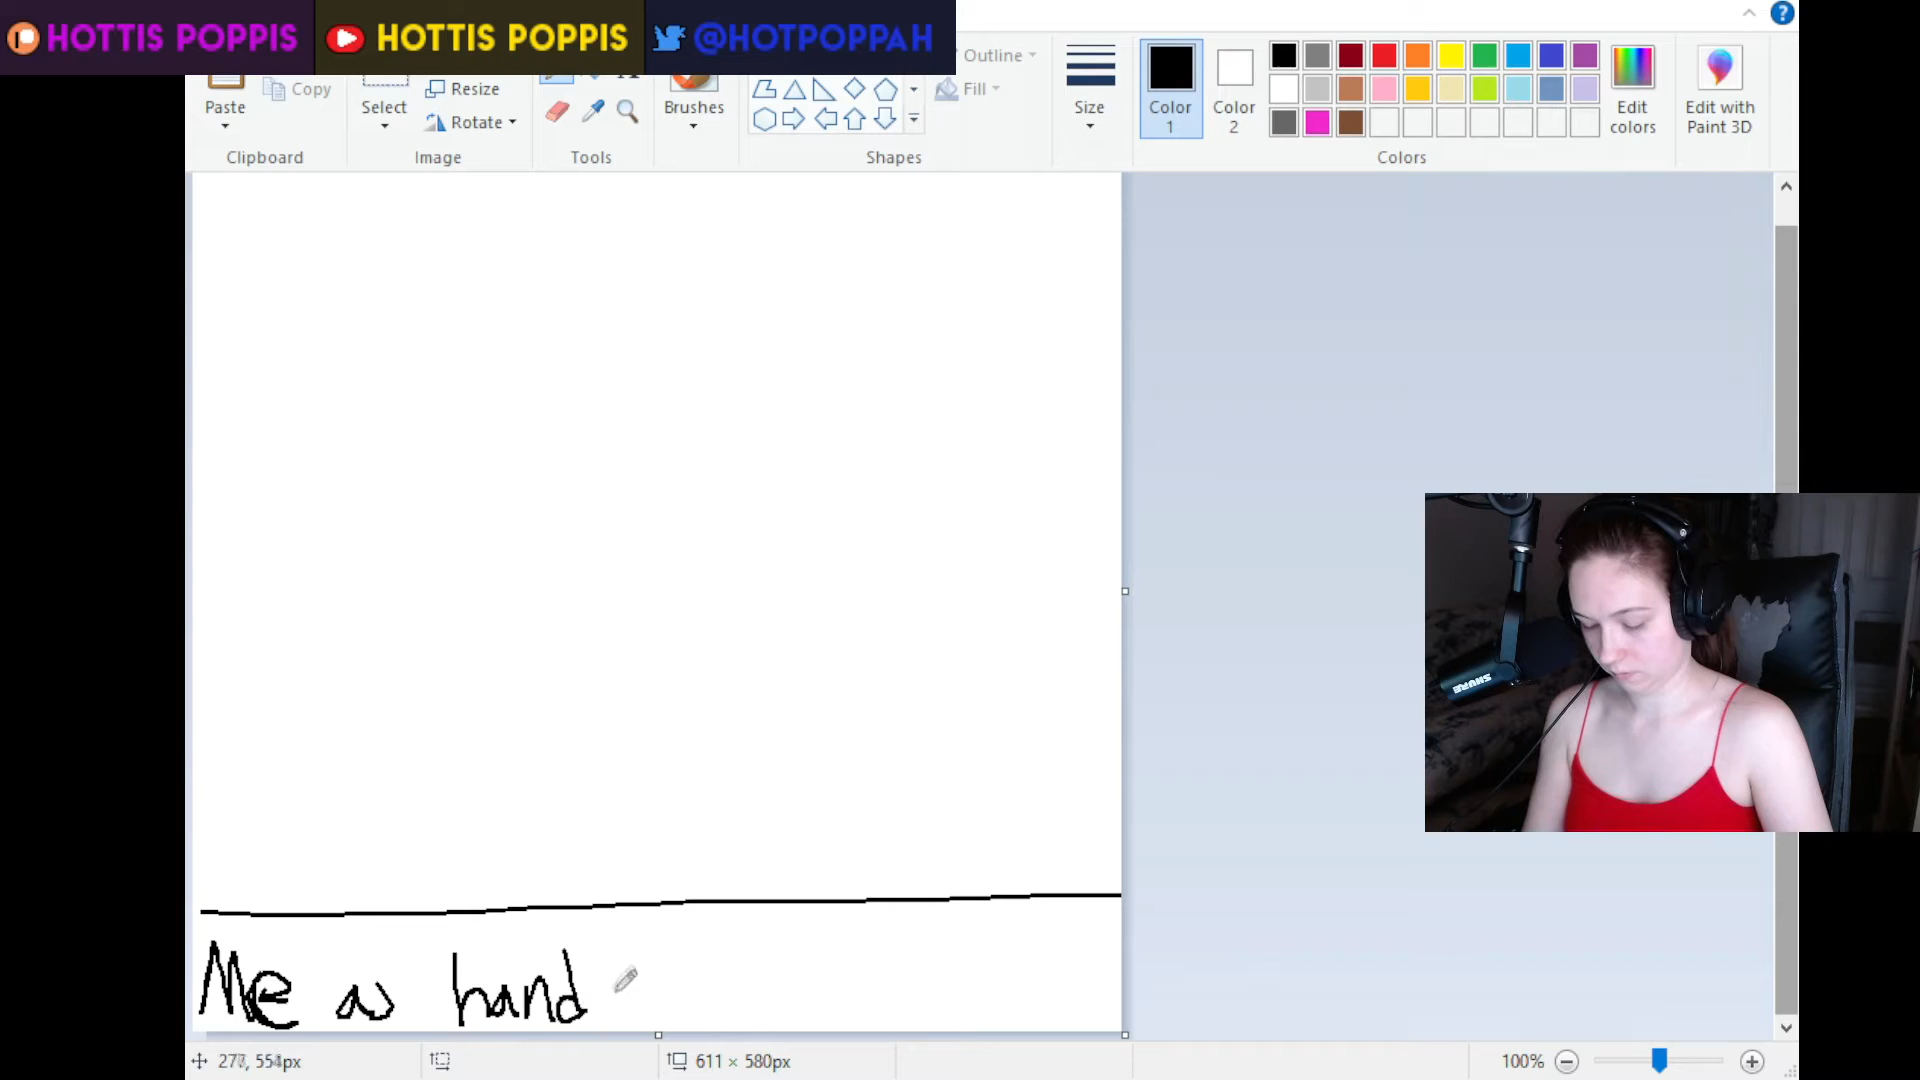 HOTTIS POPPIS HOTTIS POPPIS @HOTPOPPAH
Outline
Paste Copy Select Resize Rotate Brushes Fill Size Color 1 Color 2 Edit colors Edit with Paint 3D
Clipboard Image Tools Shapes Colors
SHURE
Me as hand
611 × 580px 100%